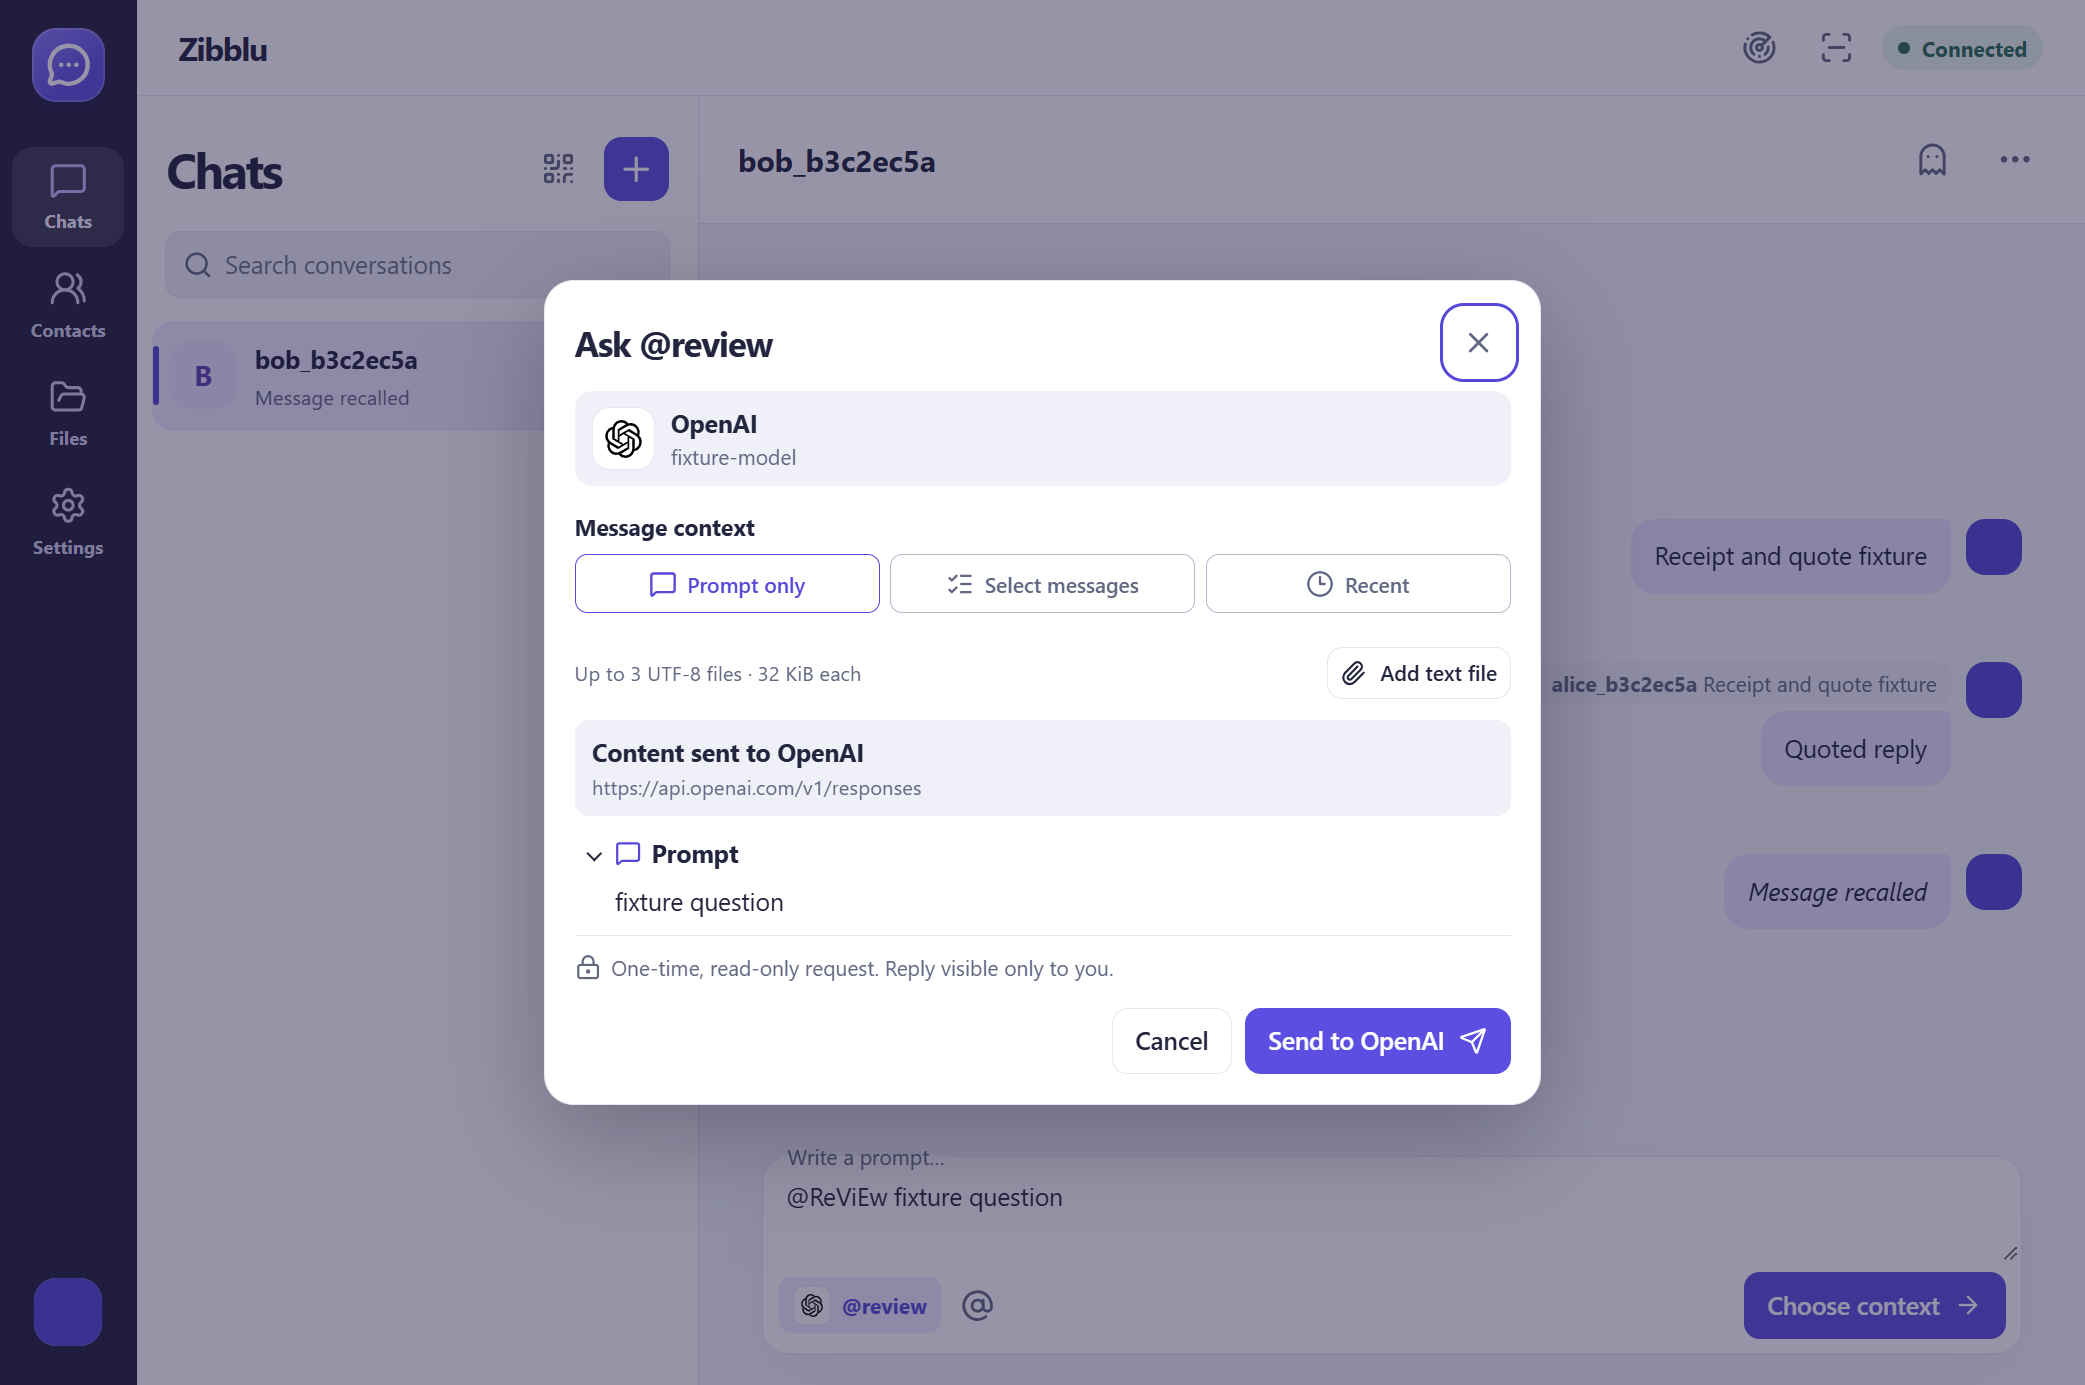 Zibblu
Connected
Chats
Contacts
Files
Settings
Chats
Search conversations
B
bob_b3c2ec5a
Message recalled
bob_b3c2ec5a
Receipt and quote fixture
alice_b3c2ec5a Receipt and quote fixture
Quoted reply
Message recalled
Ask @review
OpenAI
fixture-model
Message context
Prompt only
Select messages
Recent
Up to 3 UTF-8 files · 32 KiB each
Add text file
Content sent to OpenAI
https://api.openai.com/v1/responses
Prompt
fixture question
One-time, read-only request. Reply visible only to you.
Cancel
Send to OpenAI
Write a prompt...
@ReViEw fixture question
@review
Choose context